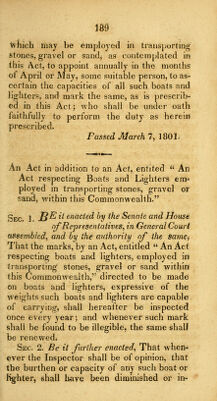 189
which may be employed in transporting
stones, gravel or sand, as contemplated in
this Act, to appoint annually in the months
of April or May, some suitable person, to as-
certain the capacities of all such boats and
lighters, and mark the same, as is prescrib-
ed in this Act; who shall be under oath
faithfully to perform the duty as herein
prescribed.
Passed March 7, 1801.
An Act in addition to an Act, entitled "An
Act respecting Boats and Lighters em-
ployed in transporting stones, gravel or
sand, within this Commonwealth."
SEC. 1. BE it enacted by the Senate and House
of Representatives, in General Court
assembled, and by the authority of the same,
That the marks, by an Act, entitled "An Act
respecting boats and lighters, employed in
transporting stones, gravel or sand within
this Commonwealth," directed to be made
on boats and lighters, expressive of the
weights such boats and lighters are capable
of carrying, shall hereafter be inspected
once every year; and whenever such mark
shall be found to be illegible, the same shall
be renewed.
SEC. 2. Be it further enacted, That when-
ever the Inspector shall be of opinion, that
the burthen or capacity of any such boat or
lighter, shall have been diminished or in-